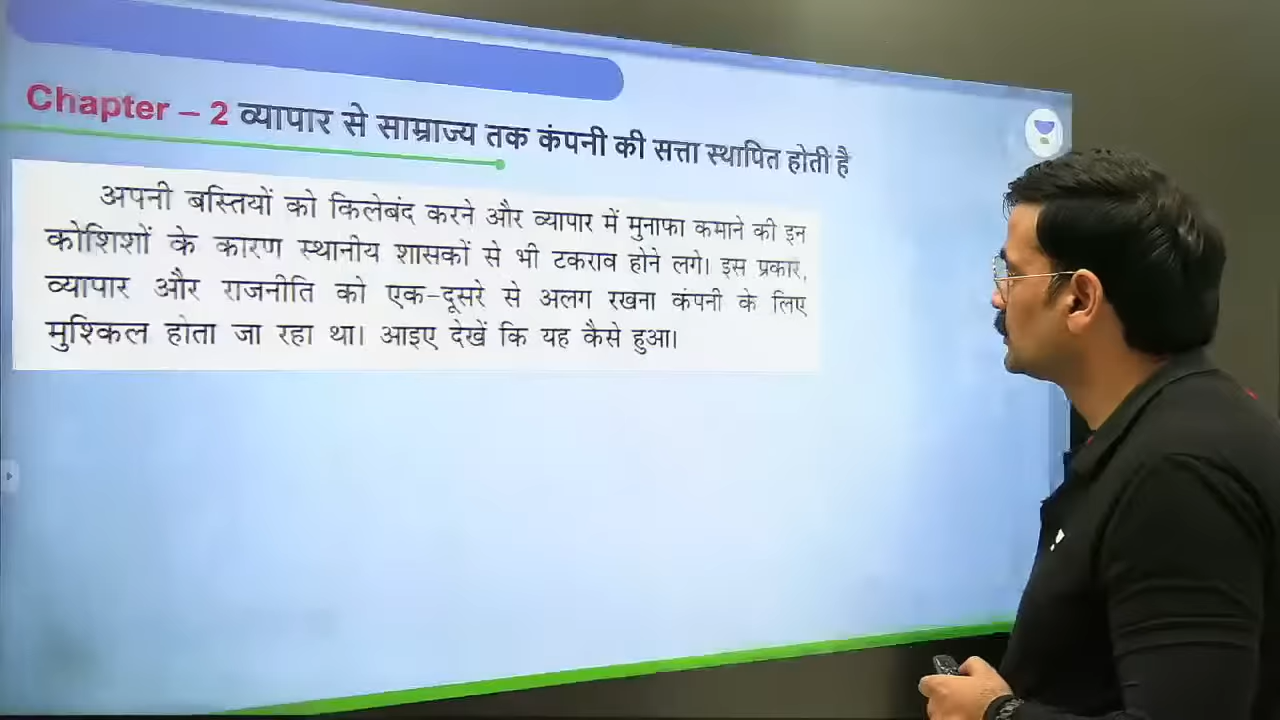 Chapter – 2 व्यापार से साम्राज्य तक कंपनी की सत्ता स्थापित होती है
अपनी बस्तियों को किलेबंद करने और व्यापार में मुनाफा कमाने की इन
कोशिशों के कारण स्थानीय शासकों से भी टकराव होने लगे। इस प्रकार,
व्यापार और राजनीति को एक-दूसरे से अलग रखना कंपनी के लिए
मुश्किल होता जा रहा था। आइए देखें कि यह कैसे हुआ।